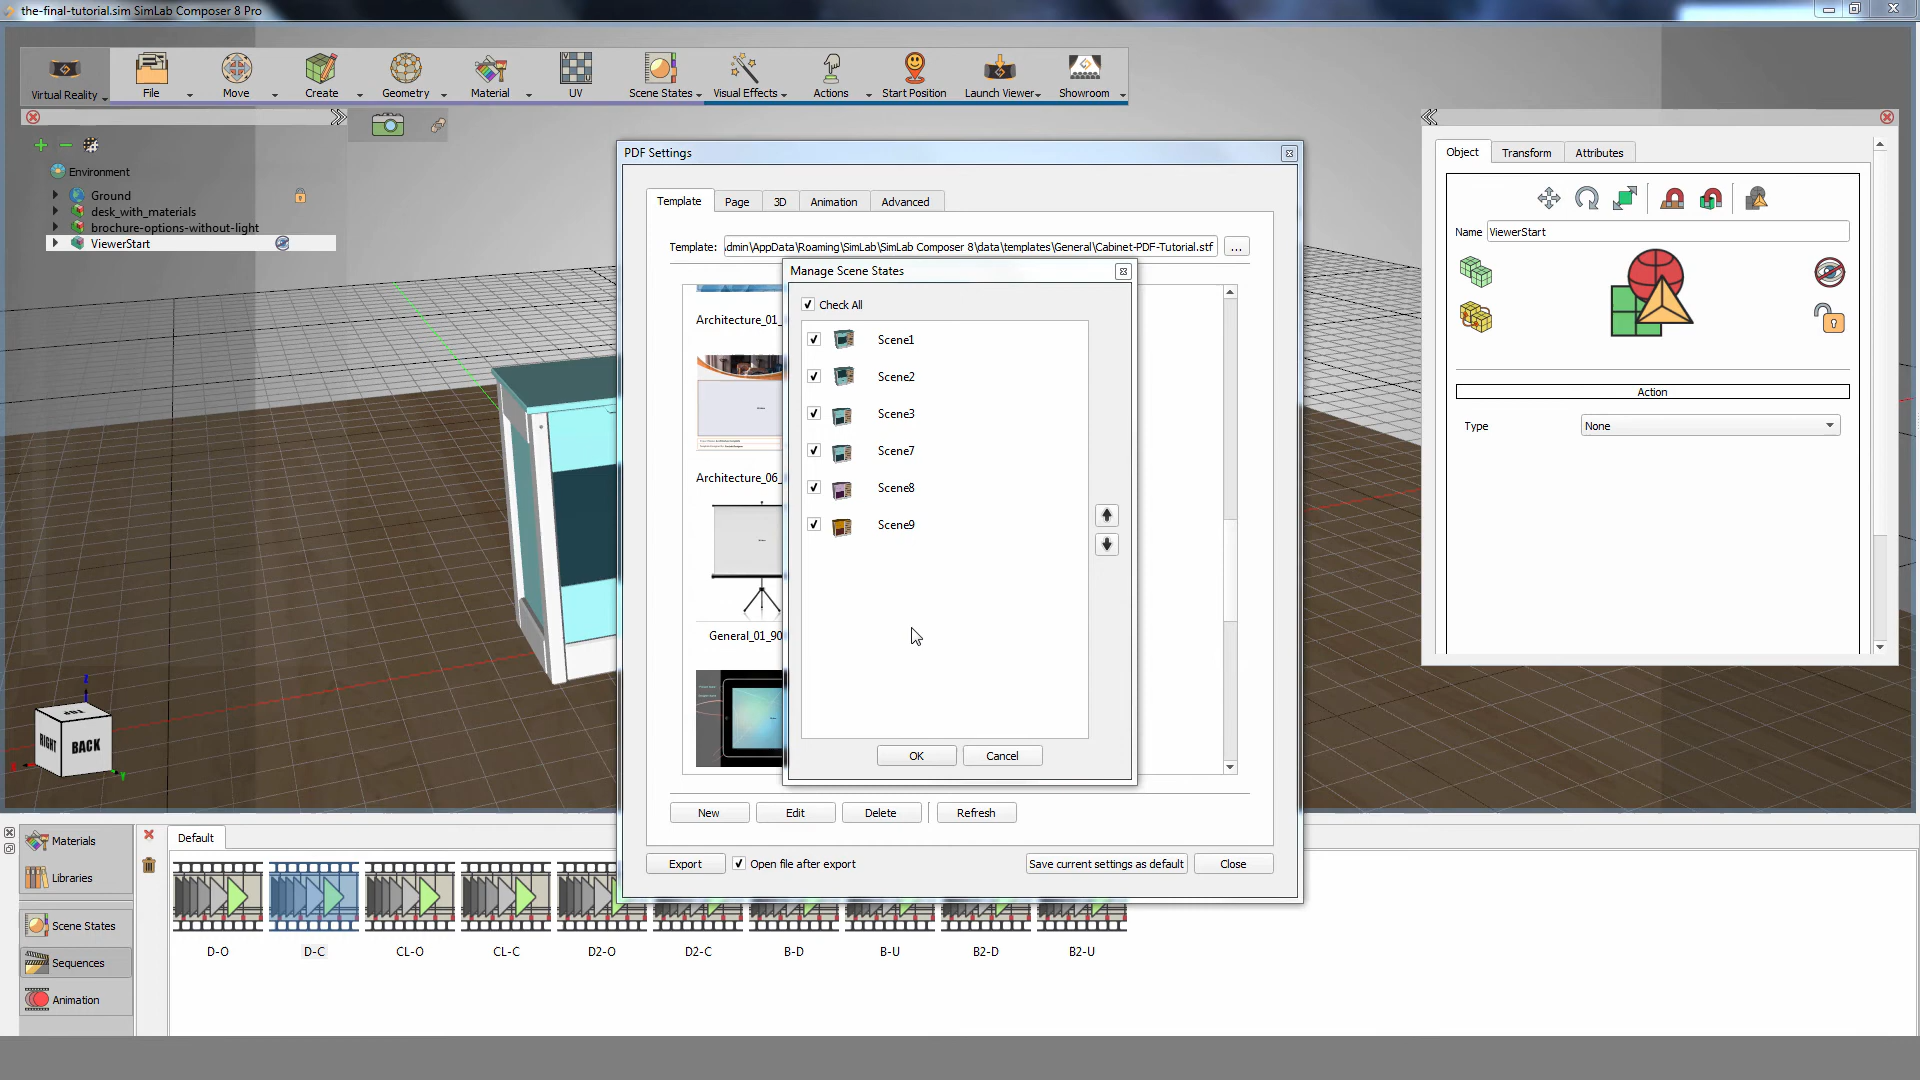 the-final-tutorial.sim SimLab Composer 8 Pro
Virtual Reality
File
Move
Create
Geometry
Material
UV
Scene States
Visual Effects
Actions
Start Position
Launch Viewer
Showroom
Environment
Ground
desk_with_materials
brochure-options-without-light
ViewerStart
PDF Settings
Template
Page
3D
Animation
Advanced
Template:
.dmin\AppData\Roaming\SimLab\SimLab Composer 8\data\templates\General\Cabinet-PDF-Tutorial.stf
...
Architecture_01_
Architecture_06_
General_01_90
Manage Scene States
Check All
Scene1
Scene2
Scene3
Scene7
Scene8
Scene9
OK
Cancel
New
Edit
Delete
Refresh
Export
Open file after export
Save current settings as default
Close
Object
Transform
Attributes
Name
ViewerStart
Action
Type
None
Z
TOP
RIGHT
BACK
Materials
Libraries
Scene States
Sequences
Animation
Default
D-O
D-C
CL-O
CL-C
D2-O
D2-C
B-D
B-U
B2-D
B2-U